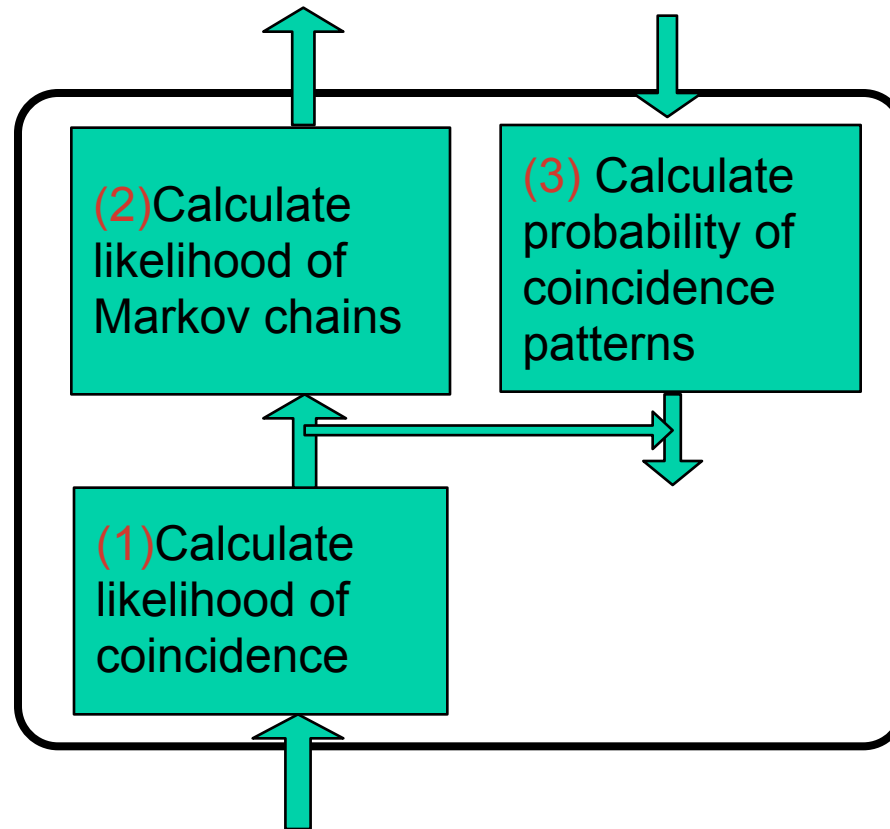 (2)Calculate
likelihood of
Markov chains
(3) Calculate
probability of
coincidence
patterns
(1)Calculate
likelihood of
coincidence